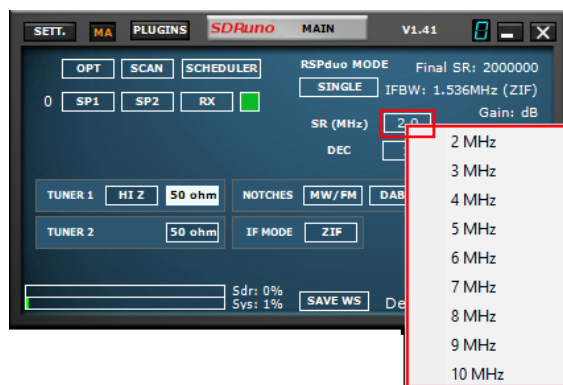 SETT. MA PLUGINS SDRuno MAIN V1.41
OPT SCAN SCHEDULER RSPduo MODE Final SR: 2000000
SINGLE IFBW: 1.536MHz (ZIF)
0 SP1 SP2 RX
Gain: dB
SR (MHz) 2.0
DEC
TUNER 1 HI Z 50 ohm NOTCHES MW/FM DAB
TUNER 2 50 ohm IF MODE ZIF
Sdr: 0%
Sys: 1% SAVE WS
2 MHz
3 MHz
4 MHz
5 MHz
6 MHz
7 MHz
8 MHz
9 MHz
10 MHz